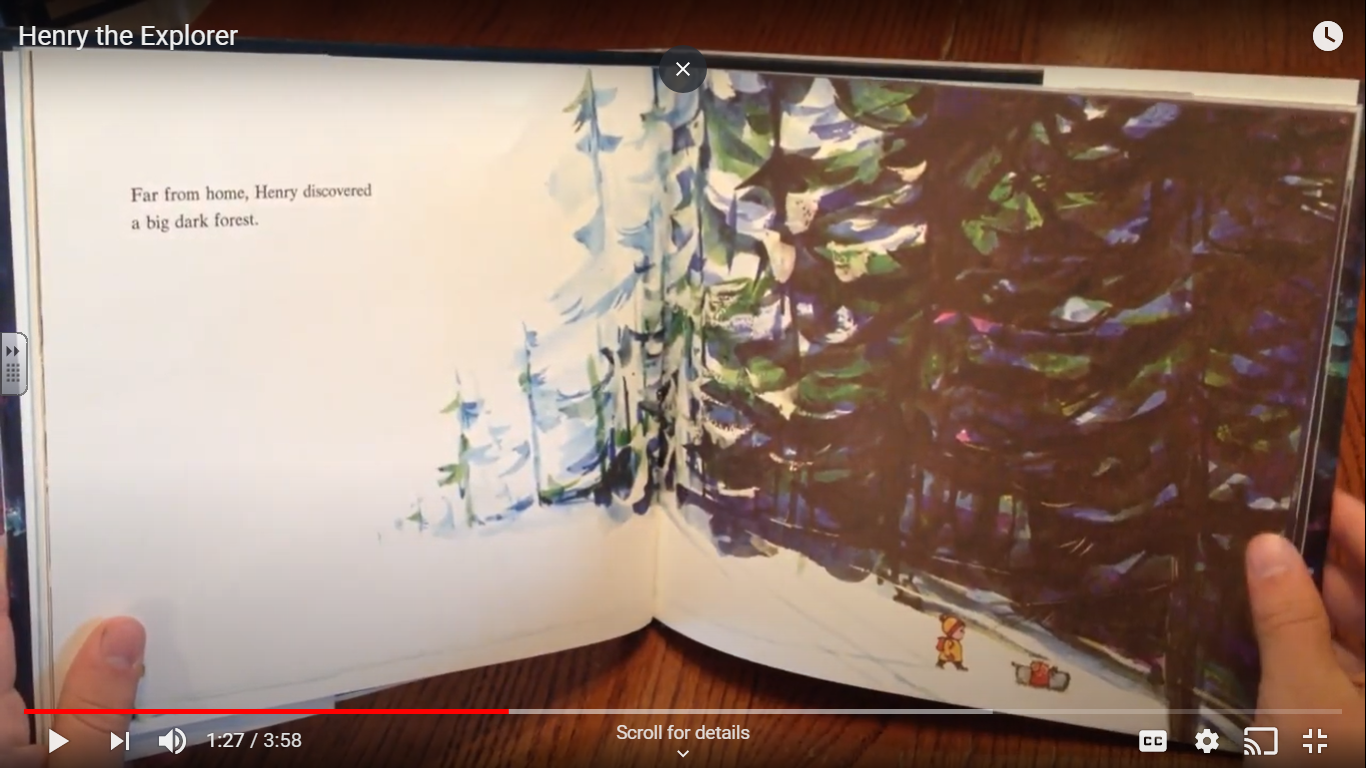 Henry the Explorer
Far from home, Henry discovered
a big dark forest.
1:27 / 3:58
Scroll for details
CC